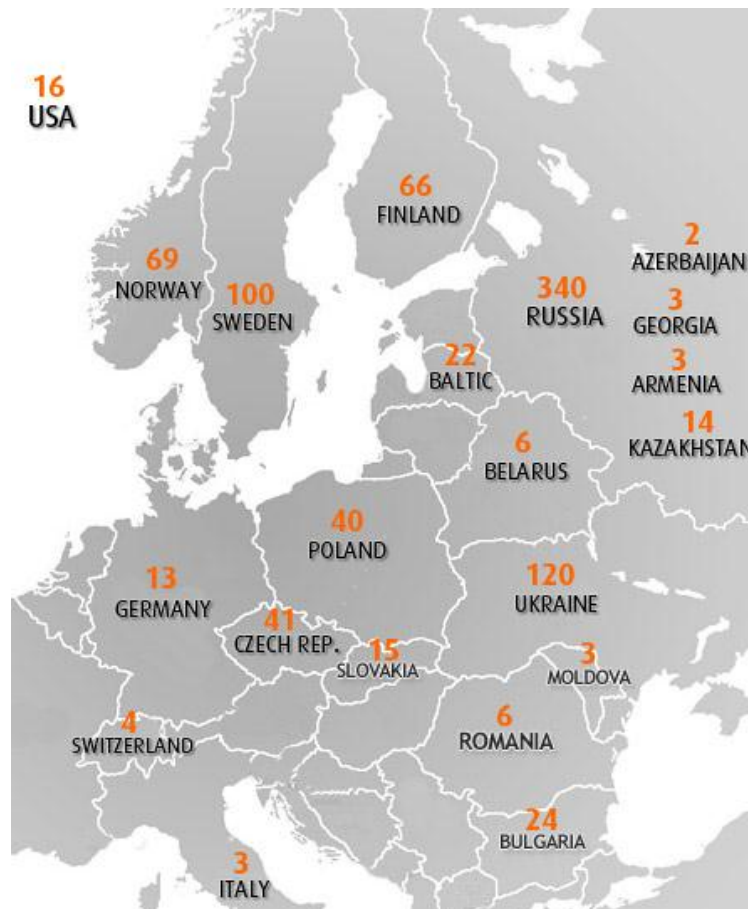 16
USA
66
FINLAND
69
NORWAY
100
SWEDEN
340
RUSSIA
2
AZERBAIJAN
3
GEORGIA
3
ARMENIA
14
KAZAKHSTAN
22
BALTIC
6
BELARUS
40
POLAND
13
GERMANY
120
UKRAINE
41
CZECH REP.
15
SLOVAKIA
3
MOLDOVA
4
SWITZERLAND
6
ROMANIA
24
BULGARIA
3
ITALY